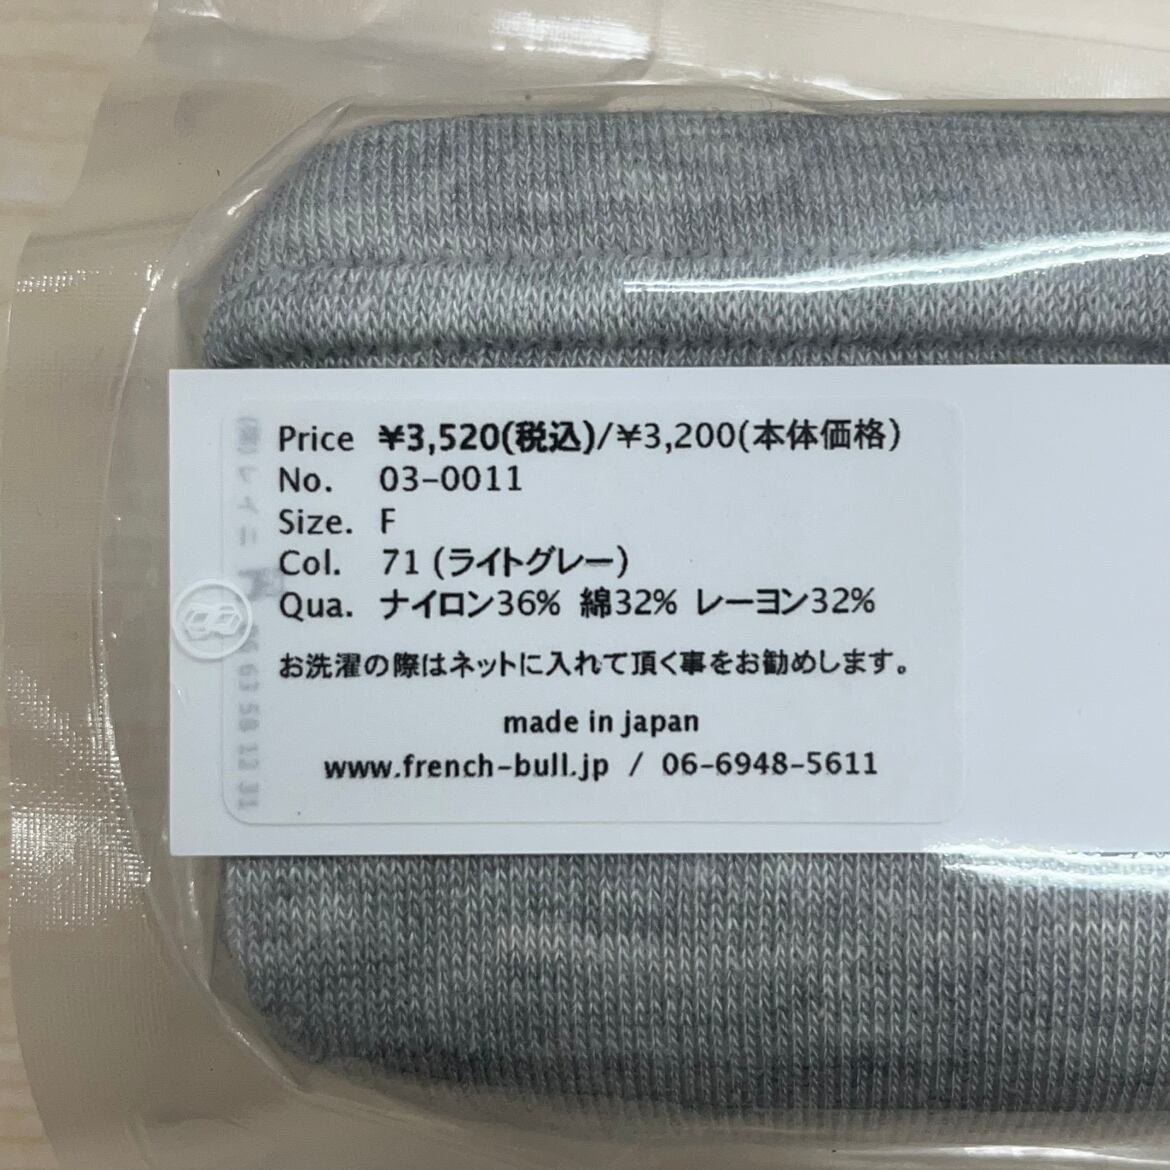 Price ¥3,520(税込)/¥3,200(本体価格)
No. 03-0011
Size. F
Col. 71 (ライトグレー)
Qua. ナイロン36% 綿32% レーヨン32%
お洗濯の際はネットに入れて頂く事をお勧めします。
made in japan
www.french-bull.jp / 06-6948-5611